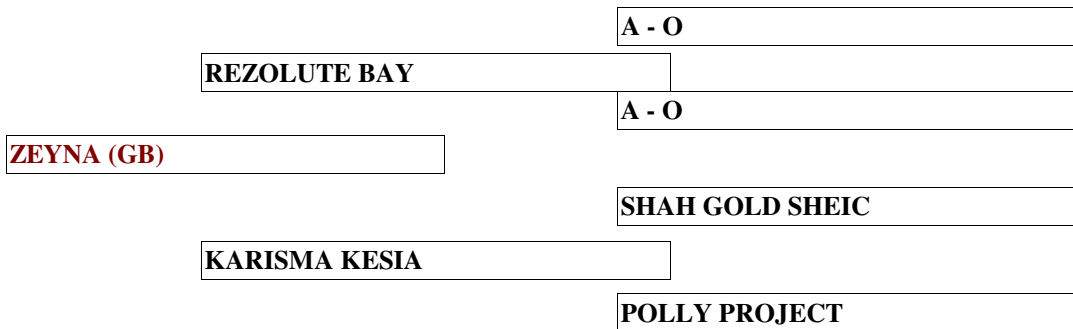 A - O
REZOLUTE BAY
A - O
ZEYNA (GB)
SHAH GOLD SHEIC
KARISMA KESIA
POLLY PROJECT